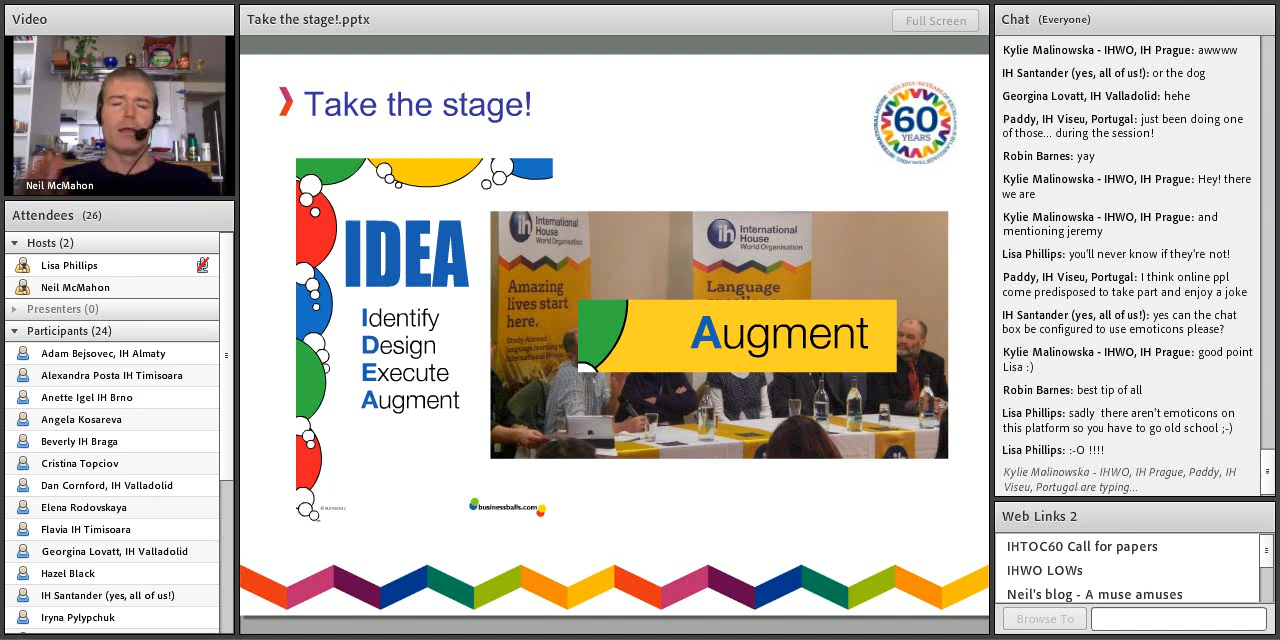 Video
Neil McMahon
Attendees (26)
Hosts (2)
Lisa Phillips
Neil McMahon
Presenters (0)
Participants (24)
Adam Bejsovec, IH Almaty
Alexandra Posta IH Timisoara
Anette Igel IH Brno
Angela Kosareva
Beverly IH Braga
Cristina Topciov
Dan Cornford, IH Valladolid
Elena Rodovskaya
Flavia IH Timisoara
Georgina Lovatt, IH Valladolid
Hazel Black
IH Santander (yes, all of us!)
Iryna Pylypchuk
Take the stage!.pptx
Full Screen
Take the stage!
60
YEARS
IDEA
Identify
Design
Execute
Augment
businessballs.com
ih International
House
World Organisation
Amazing
lives start
here.
Study Abroad
ih International
House
World Organisation
Language
excellence
Augment
Chat (Everyone)
Kylie Malinowska - IHWO, IH Prague: awwww
IH Santander (yes, all of us!): or the dog
Georgina Lovatt, IH Valladolid: hehe
Paddy, IH Viseu, Portugal: just been doing one
of those... during the session!
Robin Barnes: yay
Kylie Malinowska - IHWO, IH Prague: Hey! there
we are
Kylie Malinowska - IHWO, IH Prague: and
mentioning jeremy
Lisa Phillips: you'll never know if they're not!
Paddy, IH Viseu, Portugal: I think online ppl
come predisposed to take part and enjoy a joke
IH Santander (yes, all of us!): yes can the chat
box be configured to use emoticons please?
Kylie Malinowska - IHWO, IH Prague: good point
Lisa :)
Robin Barnes: best tip of all
Lisa Phillips: sadly there aren't emoticons on
this platform so you have to go old school ;-)
Lisa Phillips: :-O !!!!
Kylie Malinowska - IHWO, IH Prague, Paddy, IH
Viseu, Portugal are typing...
Web Links 2
IHTOC60 Call for papers
IHWO LOWs
Neil's blog - A muse amuses
Browse To